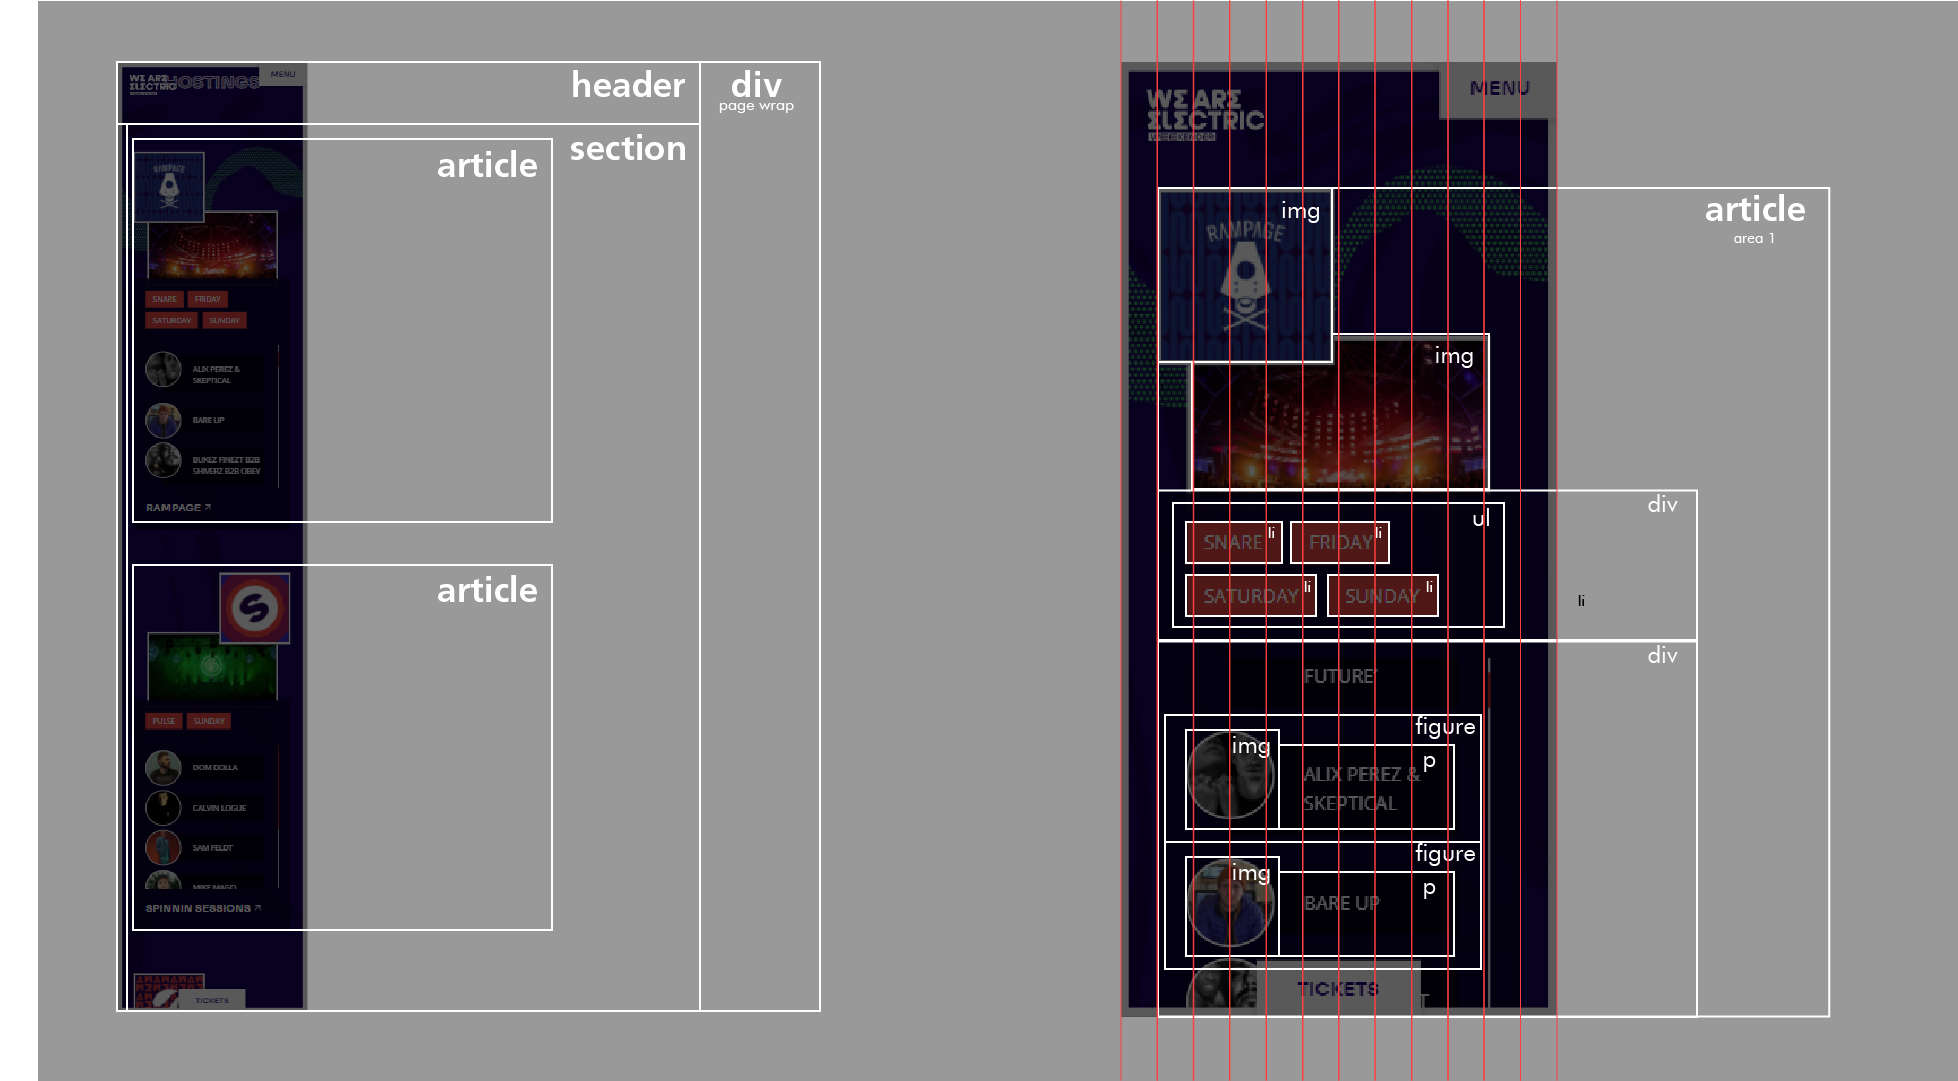 WE ARE
ELECTRIC
HOSTINGS
MENU
header
div
page wrap
section
article
RAMPAGE
SNARE
FRIDAY
SATURDAY
SUNDAY
ALIX PEREZ &
SKEPTICAL
BARE UP
BUKEZ FINEZT B2B
SHIVERZ B2B OBEV
RAMPAGE
article
S
PULSE
SUNDAY
DOM DOLLA
CALVIN LOGUE
SAM FELDT
MIKE MAGO
SPINNIN SESSIONS
TICKETS
WE ARE
ELECTRIC
WEEKENDER
MENU
article
area 1
img
RAMPAGE
img
div
ul
SNARE
li
FRIDAY
li
SATURDAY
li
SUNDAY
li
li
div
FUTURE
figure
img
p
ALIX PEREZ &
SKEPTICAL
figure
img
p
BARE UP
TICKETS
T